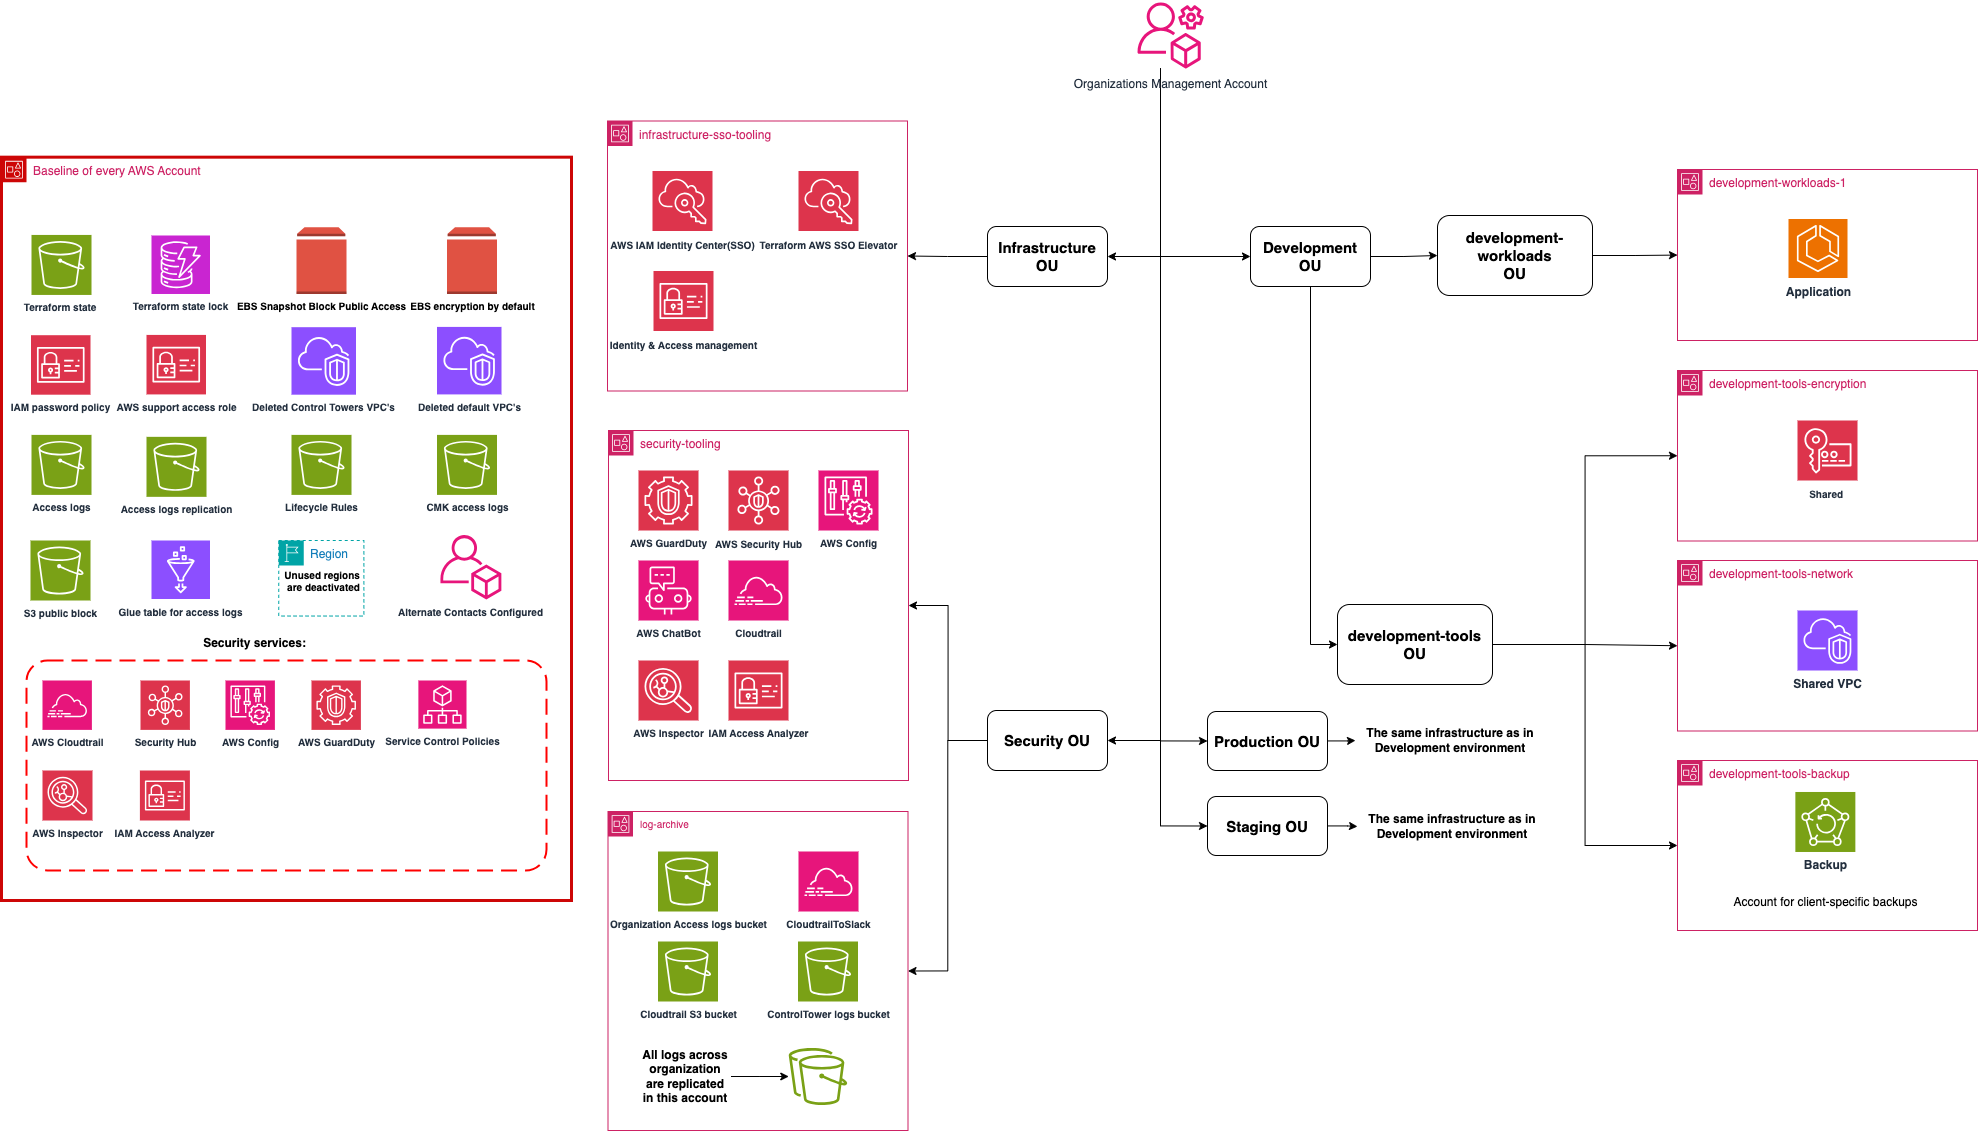 Organizations Management Account
Baseline of every AWS Account
Terraform state
Terraform state lock
EBS Snapshot Block Public Access
EBS encryption by default
IAM password policy
AWS support access role
Deleted Control Towers VPC's
Deleted default VPC's
Access logs
Access logs replication
Lifecycle Rules
CMK access logs
S3 public block
Glue table for access logs
Region
Unused regions
are deactivated
Alternate Contacts Configured
Security services:
AWS Cloudtrail
Security Hub
AWS Config
AWS GuardDuty
Service Control Policies
AWS Inspector
IAM Access Analyzer
infrastructure-sso-tooling
AWS IAM Identity Center(SSO)
Terraform AWS SSO Elevator
Identity & Access management
security-tooling
AWS GuardDuty
AWS Security Hub
AWS Config
AWS ChatBot
Cloudtrail
AWS Inspector
IAM Access Analyzer
log-archive
Organization Access logs bucket
CloudtrailToSlack
Cloudtrail S3 bucket
ControlTower logs bucket
All logs across
organization
are replicated
in this account
Infrastructure
OU
Development
OU
development-
workloads
OU
Security OU
Production OU
The same infrastructure as in
Development environment
Staging OU
The same infrastructure as in
Development environment
development-tools
OU
development-workloads-1
Application
development-tools-encryption
Shared
development-tools-network
Shared VPC
development-tools-backup
Backup
Account for client-specific backups